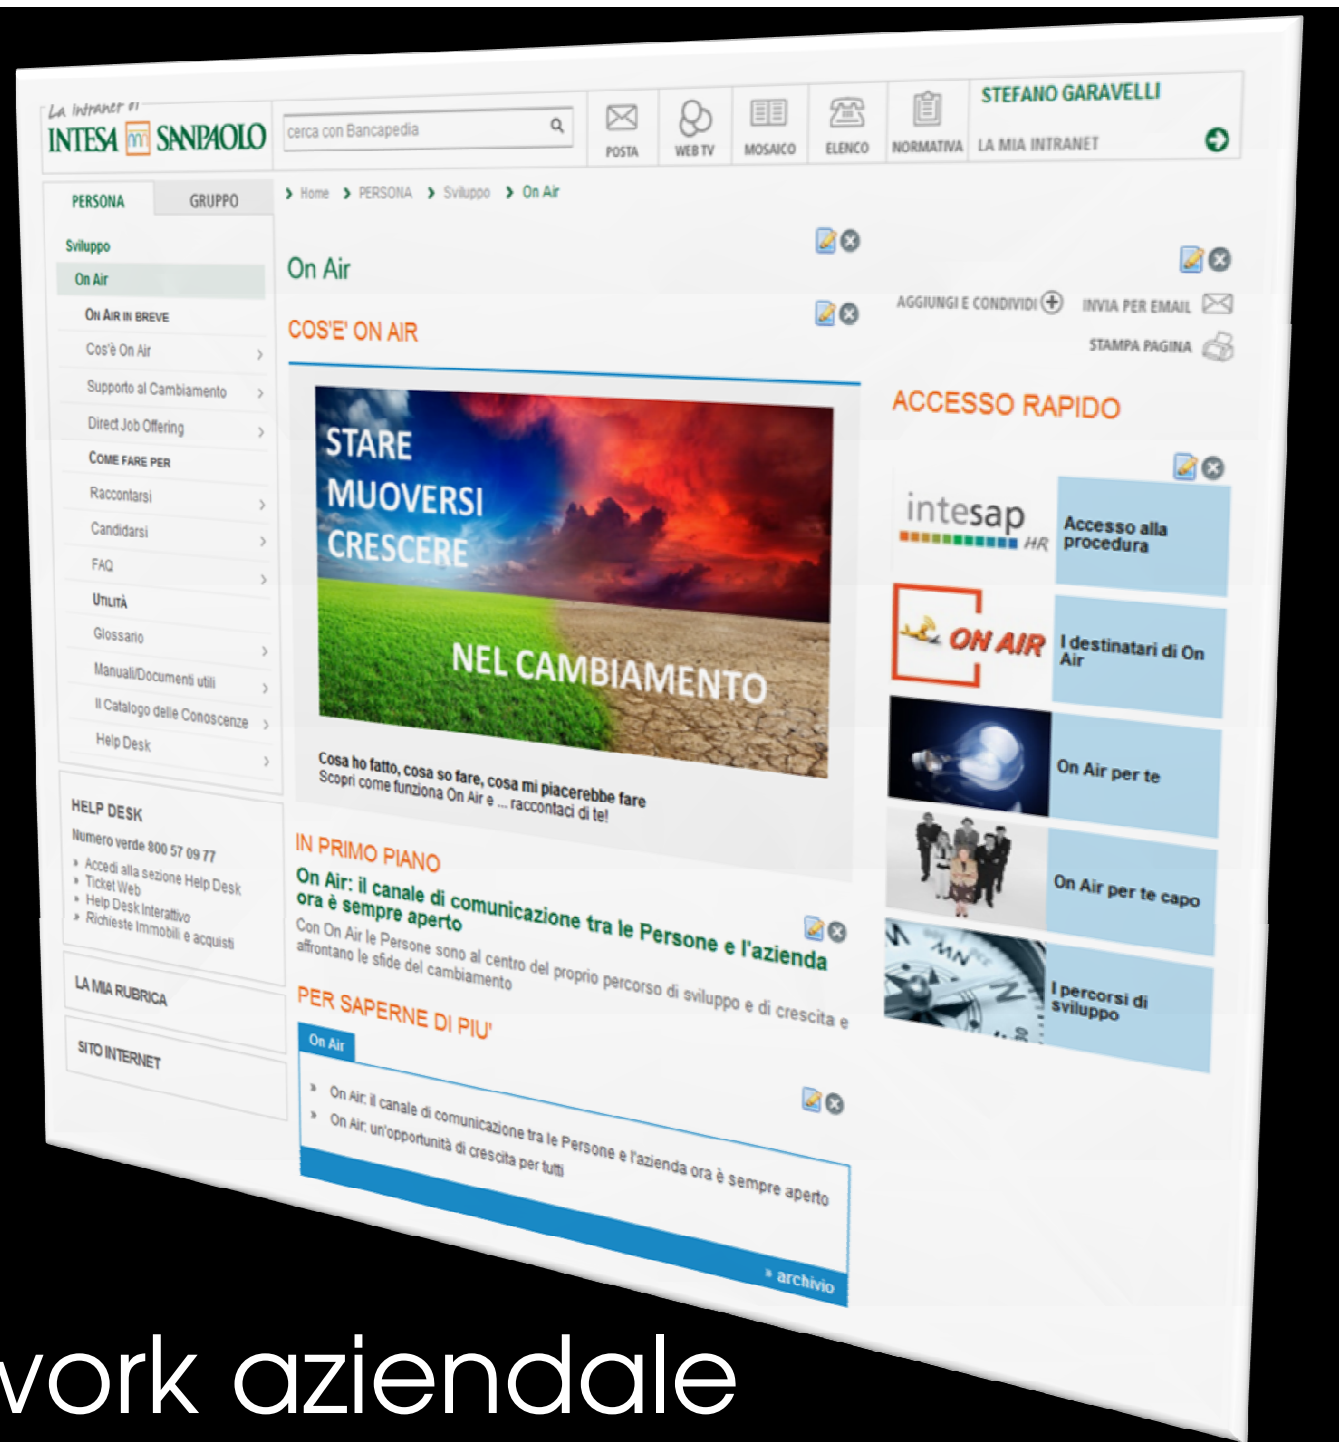 La intranet di
INTESA SANPAOLO
cerca con Bancapedia
POSTA
WEB TV
MOSAICO
ELENCO
NORMATIVA
STEFANO GARAVELLI
LA MIA INTRANET
PERSONA
GRUPPO
Sviluppo
On Air
ON AIR IN BREVE
Cos'è On Air
Supporto al Cambiamento
Direct Job Offering
COME FARE PER
Raccontarsi
Candidarsi
FAQ
UTILITÀ
Glossario
Manuali/Documenti utili
Il Catalogo delle Conoscenze
Help Desk
HELP DESK
Numero verde 800 57 09 77
» Accedi alla sezione Help Desk
» Ticket Web
» Help Desk Interattivo
» Richieste Immobili e acquisti
LA MIA RUBRICA
SITO INTERNET
Home PERSONA Sviluppo On Air
On Air
COS'E' ON AIR
STARE
MUOVERSI
CRESCERE
NEL CAMBIAMENTO
Cosa ho fatto, cosa so fare, cosa mi piacerebbe fare
Scopri come funziona On Air e ... raccontaci di te!
IN PRIMO PIANO
On Air: il canale di comunicazione tra le Persone e l'azienda
ora è sempre aperto
Con On Air le Persone sono al centro del proprio percorso di sviluppo e di crescita e
affrontano le sfide del cambiamento
PER SAPERNE DI PIU'
On Air
» On Air: il canale di comunicazione tra le Persone e l'azienda ora è sempre aperto
» On Air: un'opportunità di crescita per tutti
» archivio
AGGIUNGI E CONDIVIDI
INVIA PER EMAIL
STAMPA PAGINA
ACCESSO RAPIDO
intesap
HR
Accesso alla
procedura
ON AIR
I destinatari di On
Air
On Air per te
On Air per te capo
I percorsi di
sviluppo
work aziendale